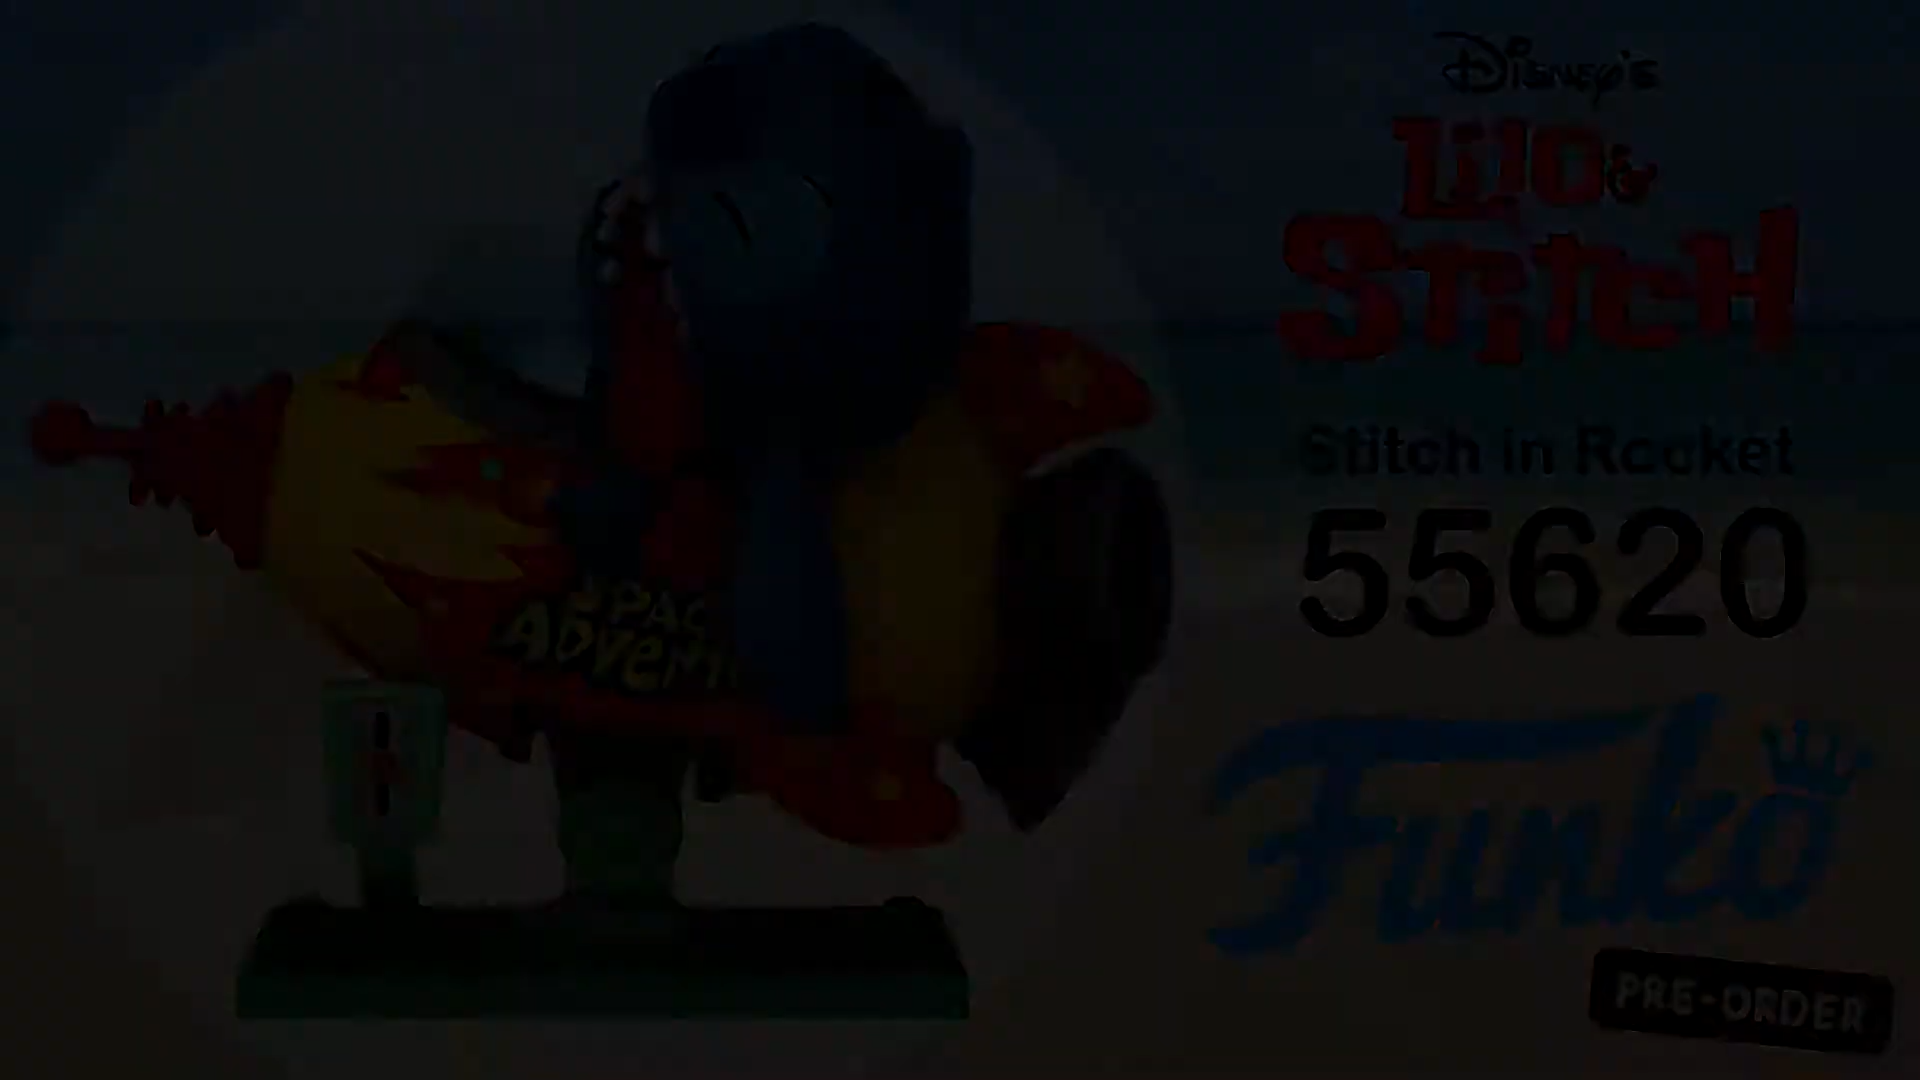 Disney's
Lilo &
Stitch
Stitch in Rocket
55620
Funko
PRE-ORDER